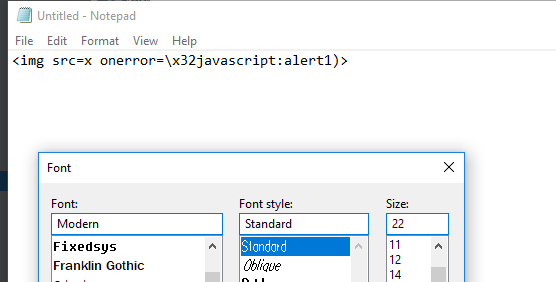 Untitled - Notepad
File Edit Format View Help
<img src=x onerror=\x32javascript:alert1)>
Font
Font: Font style: Size:
Modern Standard 22
Fixedsys Standard 11
Franklin Gothic Oblique 12
14